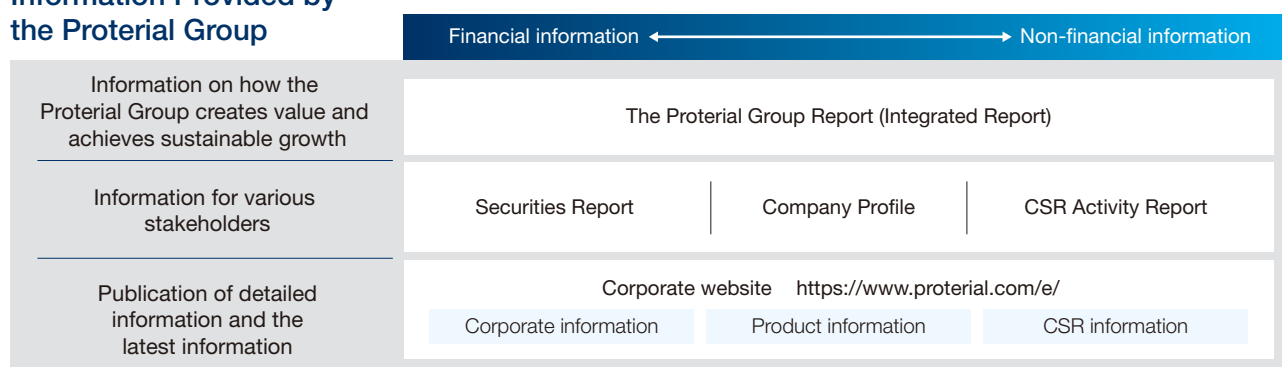 Information Provided by
the Proterial Group
Financial information
Non-financial information
Information on how the
Proterial Group creates value and
achieves sustainable growth
The Proterial Group Report (Integrated Report)
Information for various
stakeholders
Securities Report
Company Profile
CSR Activity Report
Publication of detailed
information and the
latest information
Corporate website https://www.proterial.com/e/
Corporate information
Product information
CSR information